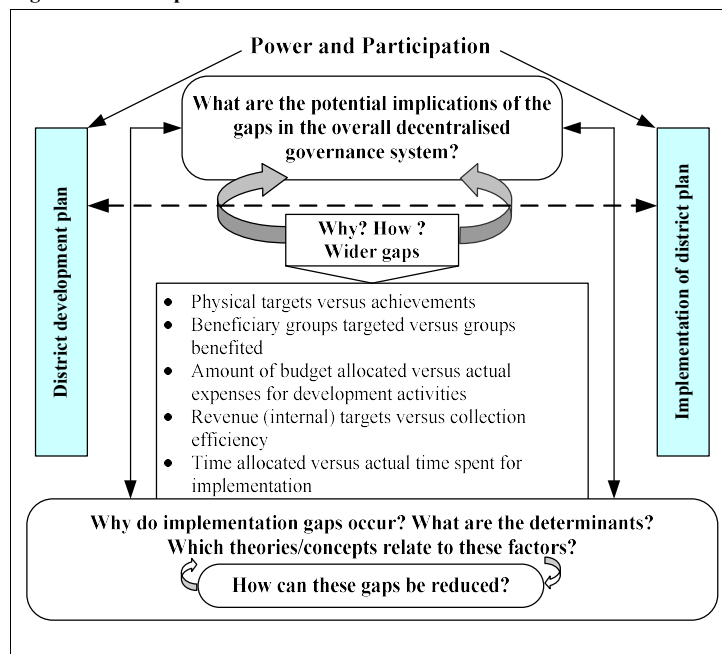 Power and Participation
What are the potential implications of the
gaps in the overall decentralised
governance system?
District development plan
Implementation of district plan
Why? How ?
Wider gaps
● Physical targets versus achievements
● Beneficiary groups targeted versus groups
benefited
● Amount of budget allocated versus actual
expenses for development activities
● Revenue (internal) targets versus collection
efficiency
● Time allocated versus actual time spent for
implementation
Why do implementation gaps occur? What are the determinants?
Which theories/concepts relate to these factors?
How can these gaps be reduced?